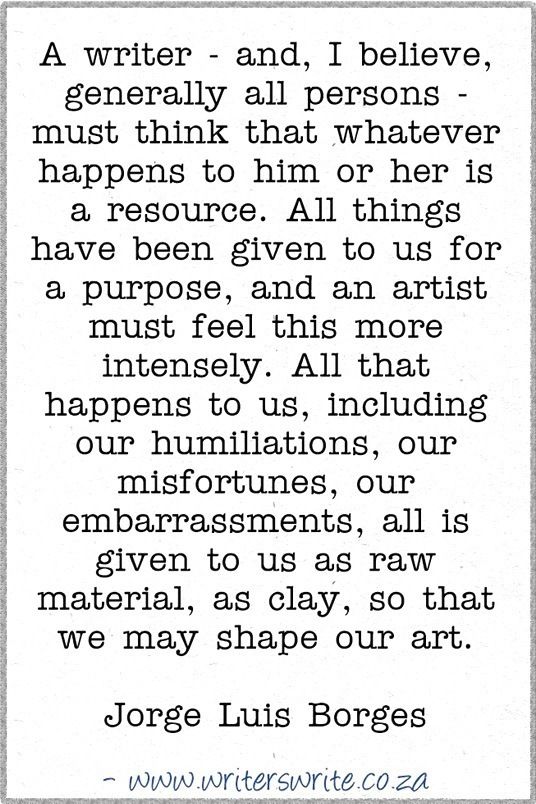 A writer - and, I believe,
generally all persons -
must think that whatever
happens to him or her is
a resource. All things
have been given to us for
a purpose, and an artist
must feel this more
intensely. All that
happens to us, including
our humiliations, our
misfortunes, our
embarrassments, all is
given to us as raw
material, as clay, so that
we may shape our art.
Jorge Luis Borges
- www.writerswrite.co.za